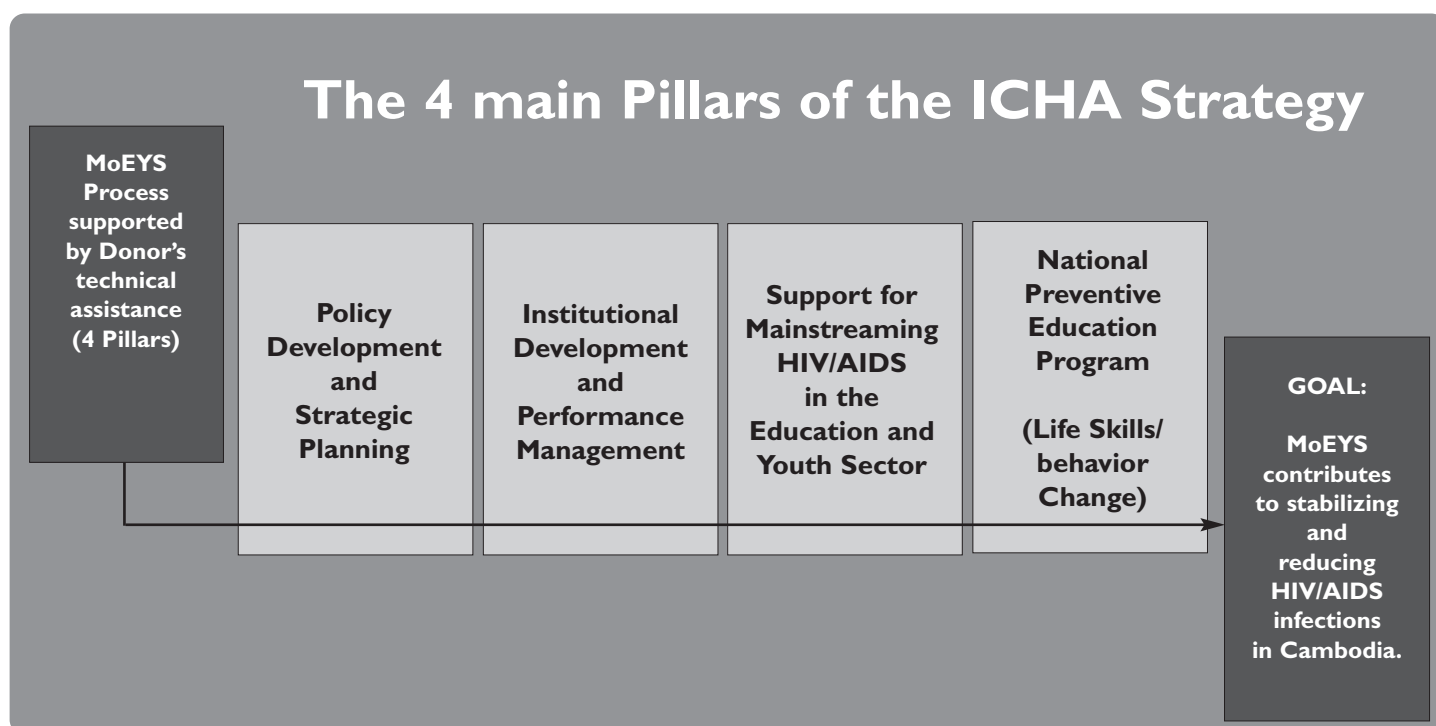 The 4 main Pillars of the ICHA Strategy
MoEYS
Process
supported
by Donor's
technical
assistance
(4 Pillars)
Policy
Development
and
Strategic
Planning
Institutional
Development
and
Performance
Management
Support for
Mainstreaming
HIV/AIDS
in the
Education and
Youth Sector
National
Preventive
Education
Program
(Life Skills/
behavior
Change)
GOAL:
MoEYS
contributes
to stabilizing
and
reducing
HIV/AIDS
infections
in Cambodia.